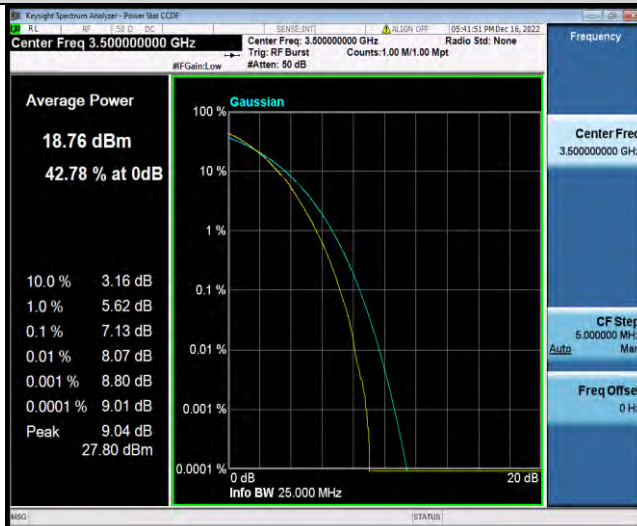 Keysight Spectrum Analyzer - Power Stat CCDF
RL RF 50 Ω DC SENSE:INT ALIGN OFF 05:41:51 PM Dec 16, 2022
Center Freq 3.500000000 GHz
Center Freq: 3.500000000 GHz Radio Std: None
Trig: RF Burst Counts:1.00 M/1.00 Mpt
#IFGain:Low #Atten: 50 dB
Frequency
Average Power
18.76 dBm
42.78 % at 0dB
10.0 % 3.16 dB
1.0 % 5.62 dB
0.1 % 7.13 dB
0.01 % 8.07 dB
0.001 % 8.80 dB
0.0001 % 9.01 dB
Peak 9.04 dB
27.80 dBm
Gaussian
100 %
10 %
1 %
0.1 %
0.01 %
0.001 %
0.0001 %
0 dB 20 dB
Info BW 25.000 MHz
Center Freq
3.500000000 GHz
CF Step
5.000000 MHz
Auto Man
Freq Offset
0 Hz
MSG STATUS